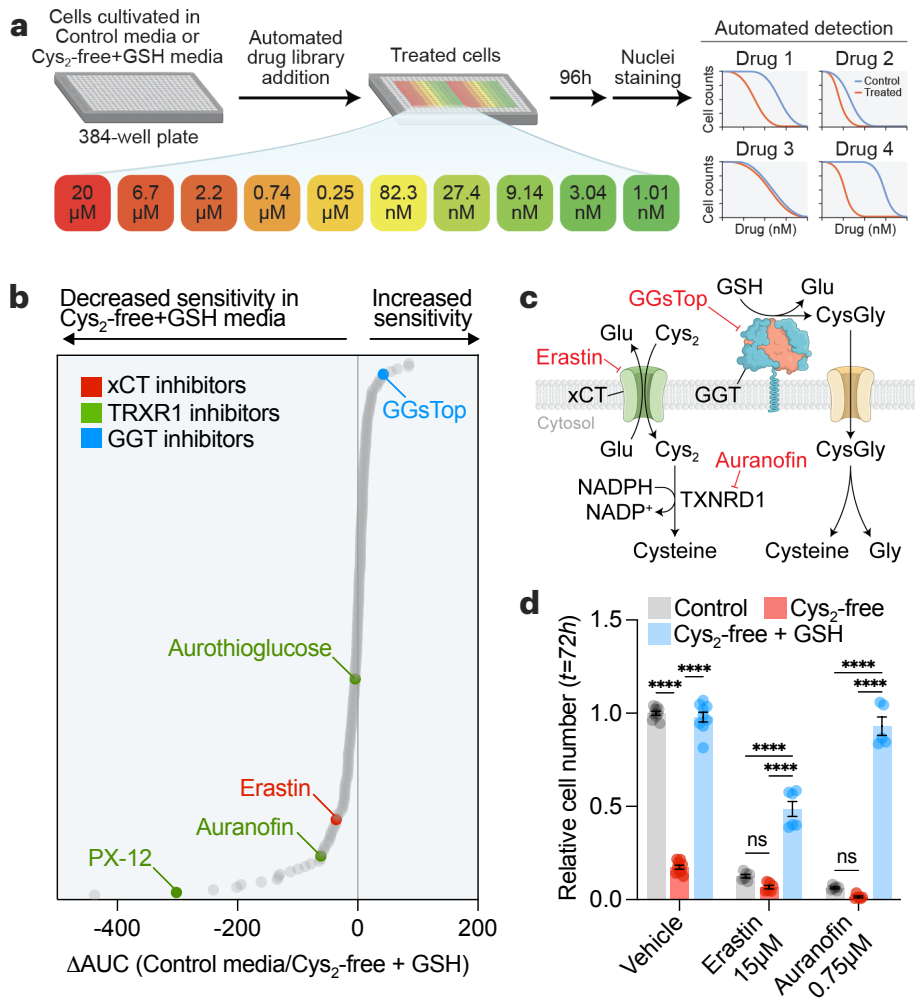 a
Cells cultivated in
Control media or
Cys₂-free+GSH media
384-well plate
Automated
drug library
addition
Treated cells
96h
Nuclei
staining
Automated detection
Drug 1
Drug 2
Control
Treated
Cell counts
Drug 3
Drug 4
Cell counts
Drug (nM)
Drug (nM)
20 µM
6.7 µM
2.2 µM
0.74 µM
0.25 µM
82.3 nM
27.4 nM
9.14 nM
3.04 nM
1.01 nM
b
Decreased sensitivity in
Cys₂-free+GSH media
Increased
sensitivity
xCT inhibitors
TRXR1 inhibitors
GGT inhibitors
GGsTop
Aurothioglucose
Erastin
Auranofin
PX-12
-400
-200
0
200
ΔAUC (Control media/Cys₂-free + GSH)
c
GGsTop
GSH
Glu
CysGly
Glu
Cys₂
Erastin
xCT
GGT
Cytosol
Glu
Cys₂
CysGly
Auranofin
NADPH
NADP⁺
TXNRD1
Cysteine
Cysteine
Gly
d
Control
Cys₂-free
Cys₂-free + GSH
Relative cell number (t=72h)
1.5
1.0
0.5
0.0
****
****
ns
****
****
ns
****
****
Vehicle
Erastin
15µM
Auranofin
0.75µM